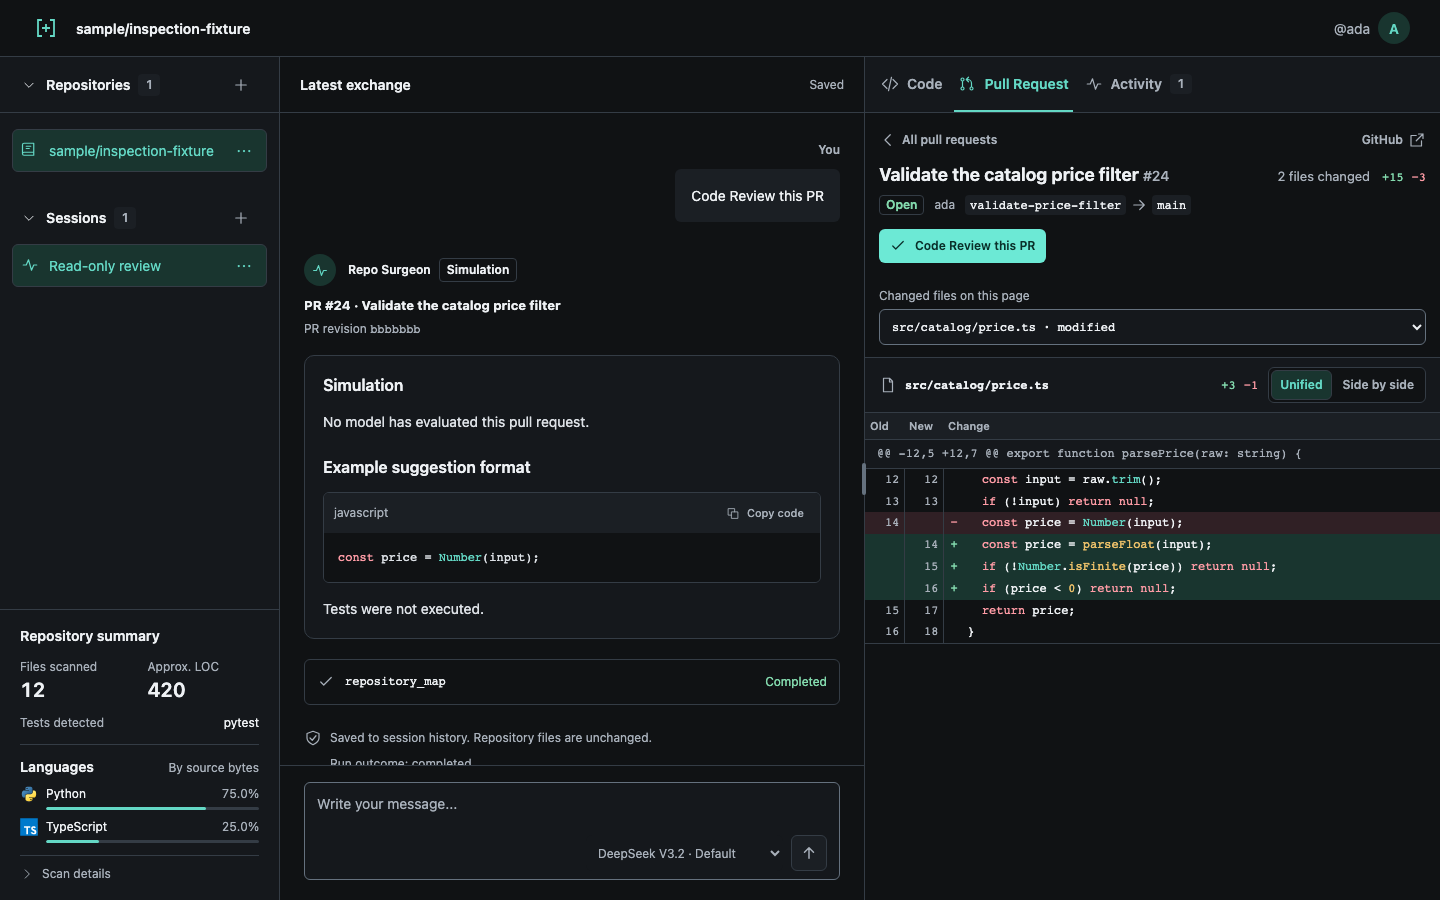 [+] sample/inspection-fixture
@ada A
Repositories 1
sample/inspection-fixture ...
Sessions 1
Read-only review ...
Repository summary
Files scanned Approx. LOC
12 420
Tests detected pytest
Languages By source bytes
Python 75.0%
TS TypeScript 25.0%
Scan details
Latest exchange Saved
You
Code Review this PR
Repo Surgeon Simulation
PR #24 · Validate the catalog price filter
PR revision bbbbbbb
Simulation
No model has evaluated this pull request.
Example suggestion format
javascript Copy code
const price = Number(input);
Tests were not executed.
repository_map Completed
Saved to session history. Repository files are unchanged.
Run outcome: completed
Write your message...
DeepSeek V3.2 · Default
Code Pull Request Activity 1
All pull requests GitHub
Validate the catalog price filter #24 2 files changed +15 −3
Open ada validate-price-filter → main
Code Review this PR
Changed files on this page
src/catalog/price.ts · modified
src/catalog/price.ts +3 −1 Unified Side by side
Old New Change
@@ -12,5 +12,7 @@ export function parsePrice(raw: string) {
12 12 const input = raw.trim();
13 13 if (!input) return null;
14 − const price = Number(input);
14 + const price = parseFloat(input);
15 + if (!Number.isFinite(price)) return null;
16 + if (price < 0) return null;
15 17 return price;
16 18 }